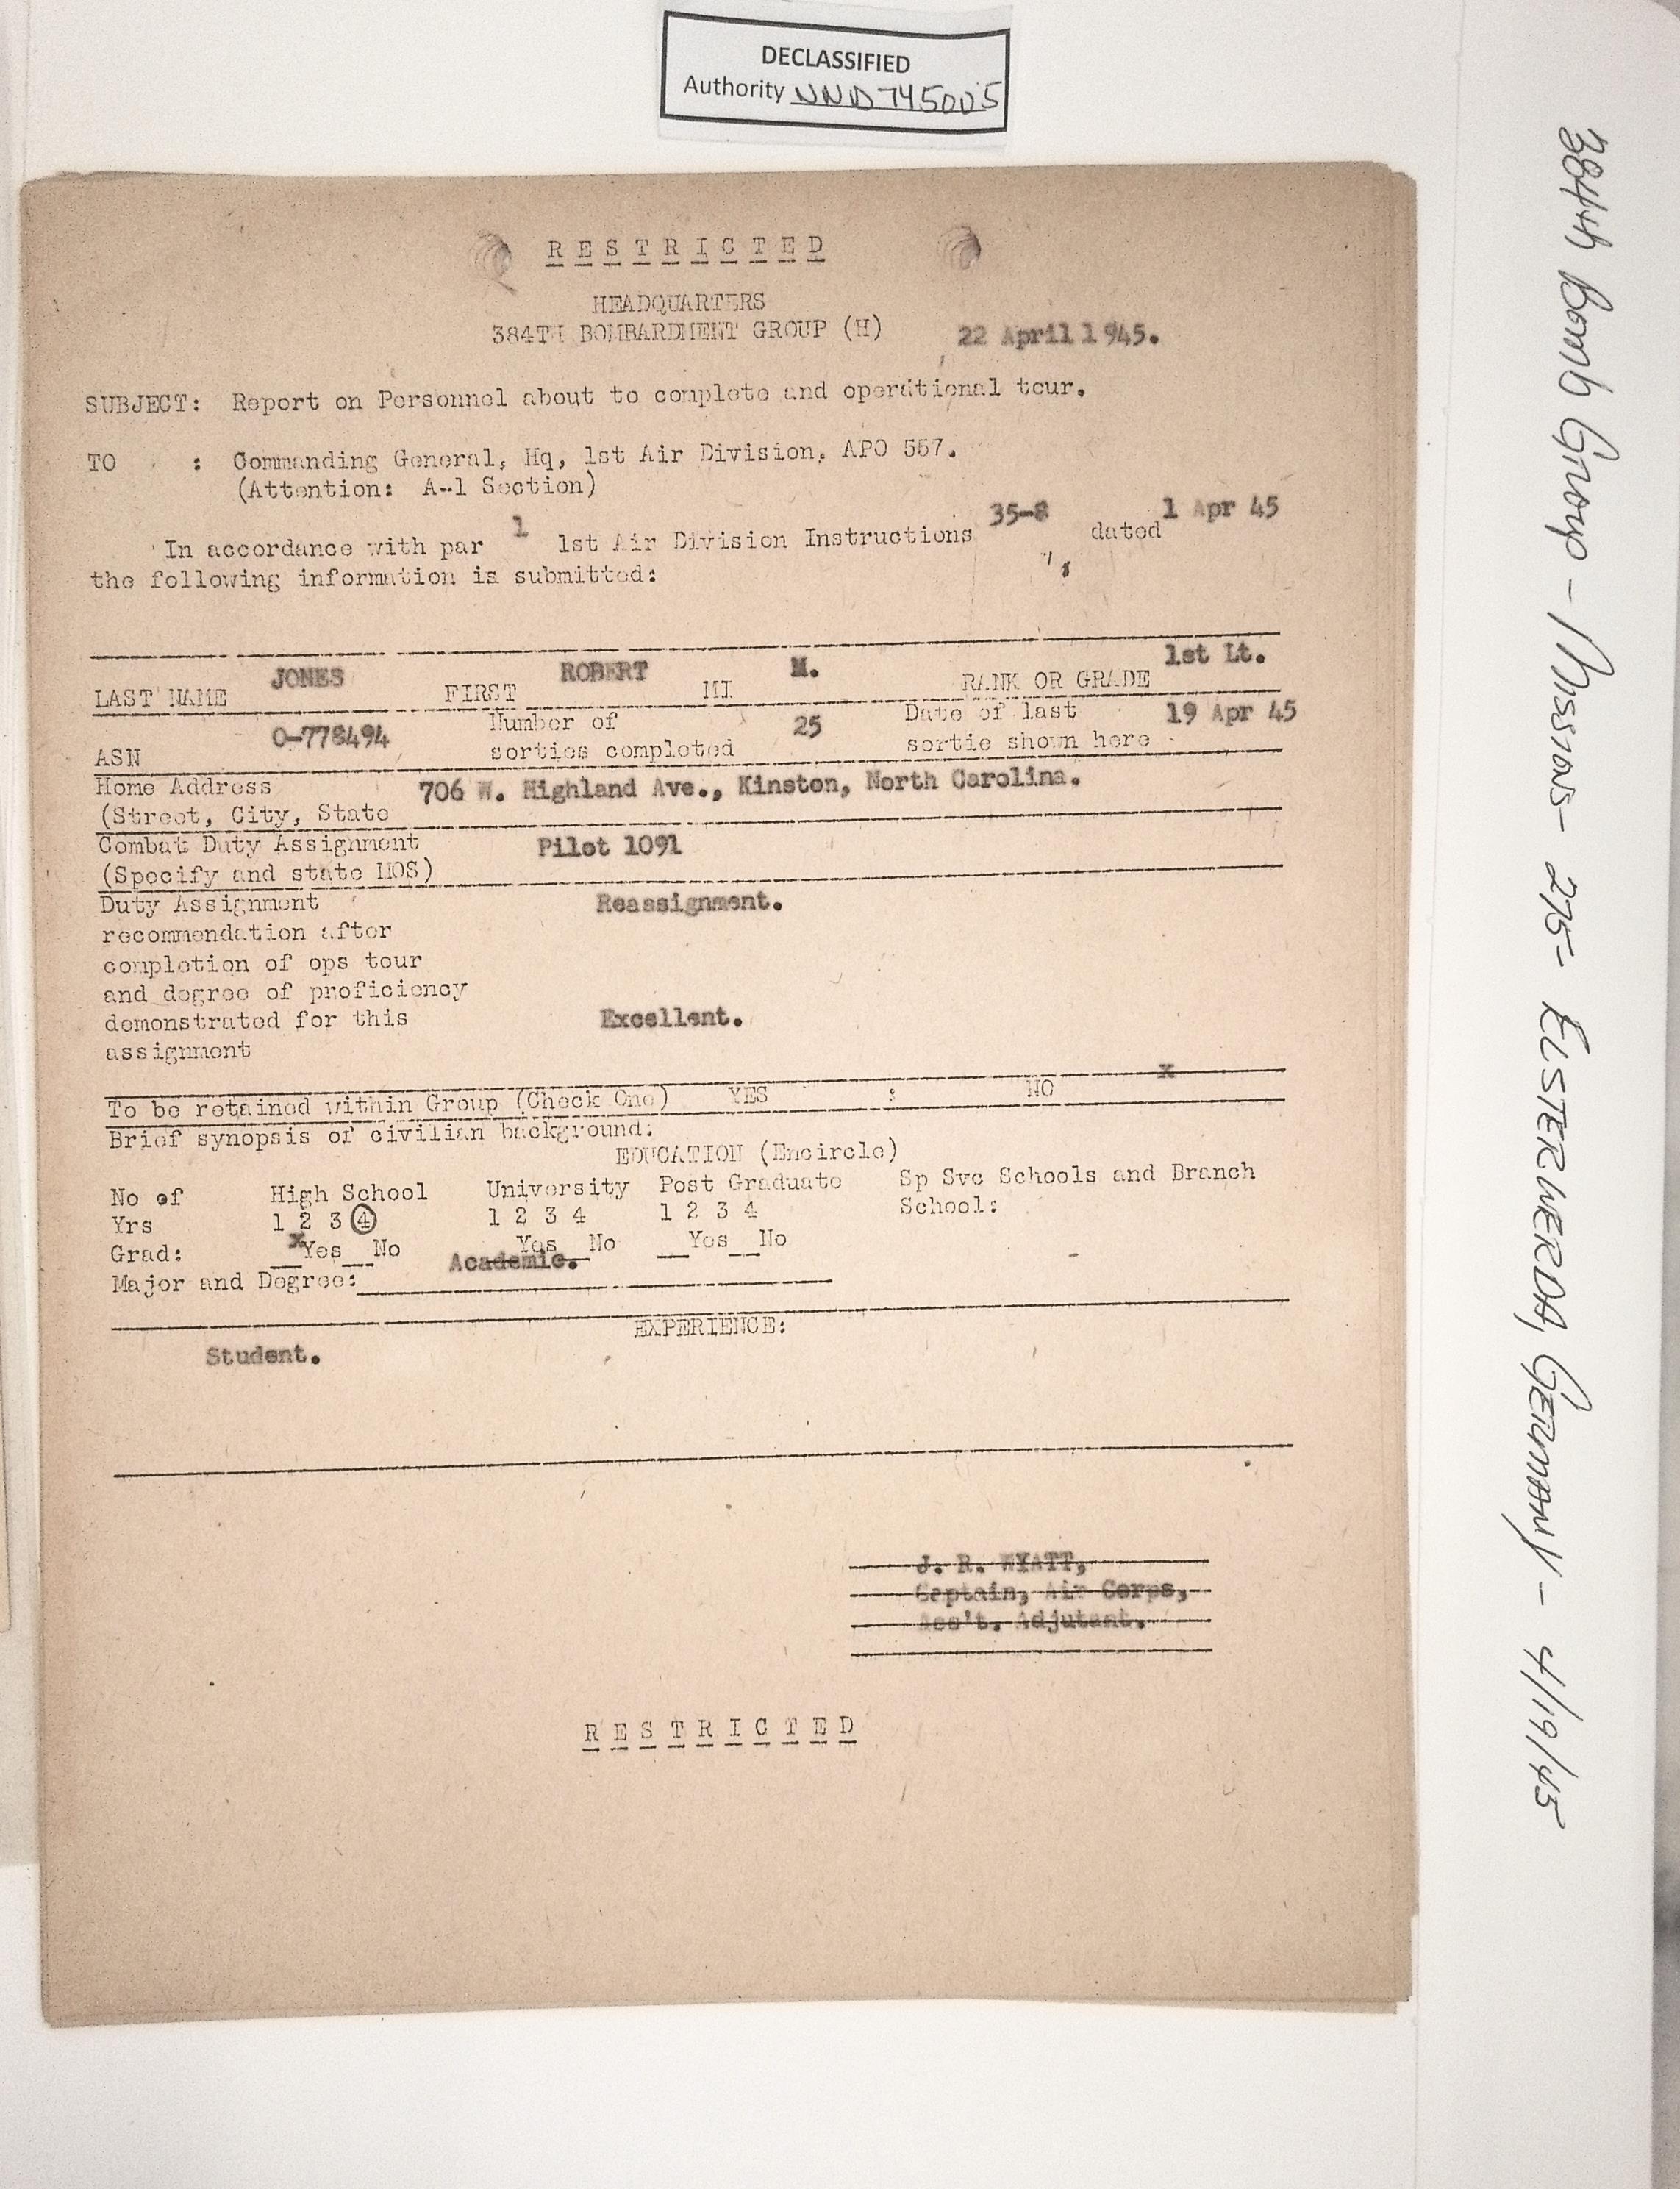 DECLASSIFIED
Authority NND 745005
RESTRICTED
HEADQUARTERS
384TH BOMBARDMENT GROUP (H) 22 April 1945.
SUBJECT: Report on Personnel about to complete and operational tour.
TO : Commanding General, Hq, 1st Air Division, APO 557.
(Attention: A-1 Section)
In accordance with par 1 1st Air Division Instructions 35-8 dated 1 Apr 45
the following information is submitted:
LAST NAME JONES FIRST ROBERT MI M. RANK OR GRADE 1st Lt.
ASN O-778494 Number of sorties completed 25 Date of last sortie shown here 19 Apr 45
Home Address 706 W. Highland Ave., Kinston, North Carolina.
(Street, City, State
Combat Duty Assignment Pilot 1091
(Specify and state MOS)
Duty Assignment Reassignment.
recommendation after
completion of ops tour
and degree of proficiency
demonstrated for this Excellent.
assignment
To be retained within Group (Check One) YES : NO x
Brief synopsis of civilian background:
EDUCATION (Encircle)
No of High School University Post Graduate Sp Svc Schools and Branch
Yrs 1 2 3 4 1 2 3 4 1 2 3 4 School:
Grad: x Yes No Yes No Yes No
Major and Degree: Academic.
EXPERIENCE:
Student.
J. R. WYATT,
Captain, Air Corps,
Ass't. Adjutant.
RESTRICTED
384th Bomb Group - Missions - 275 - ELSTERWERDA, GERMANY - 4/19/45